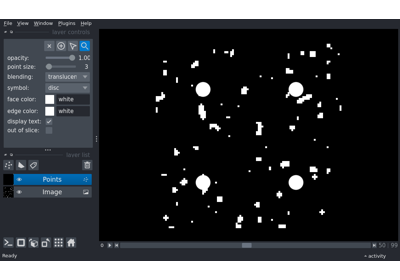 File View Window Plugins Help
layer controls
opacity: 1.00
point size: 3
blending: translucen
symbol: disc
face color: white
edge color: white
display text:
out of slice:
layer list
Points
Image
0 50 99
Ready activity